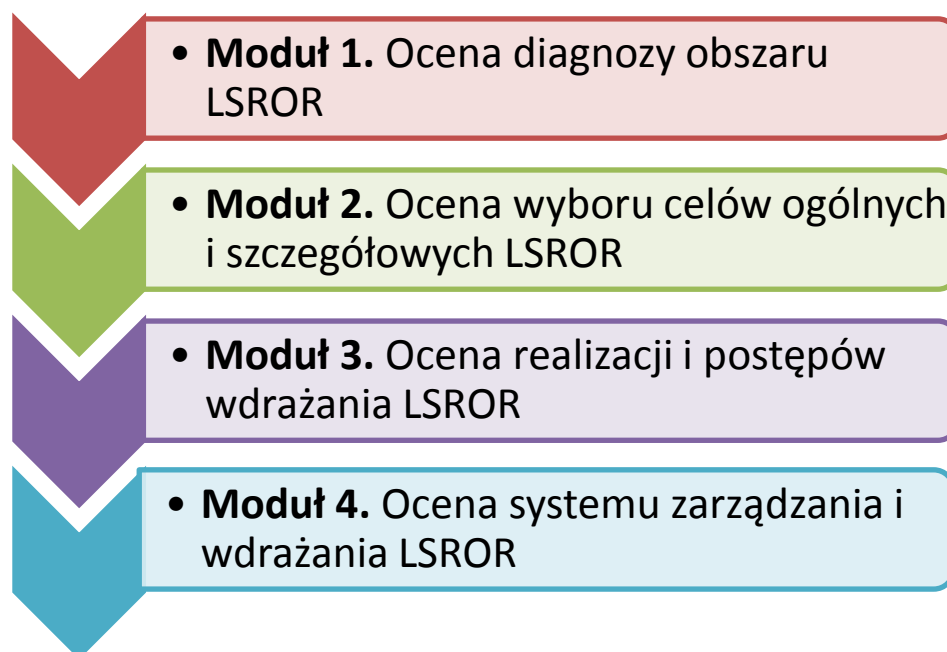 • Moduł 1. Ocena diagnozy obszaru
LSROR
• Moduł 2. Ocena wyboru celów ogólnych
i szczegółowych LSROR
• Moduł 3. Ocena realizacji i postępów
wdrażania LSROR
• Moduł 4. Ocena systemu zarządzania i
wdrażania LSROR